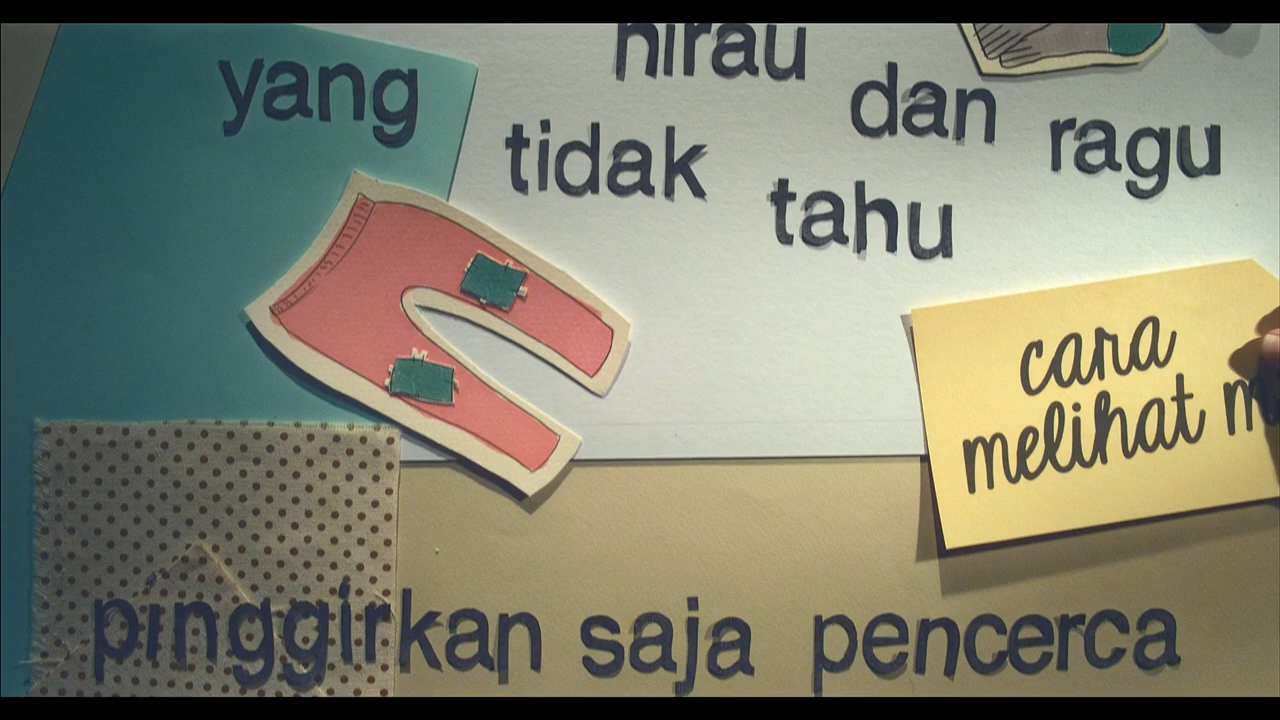 hirau
dan ragu
yang tidak tahu
cara
melihat
pinggirkan saja pencerca